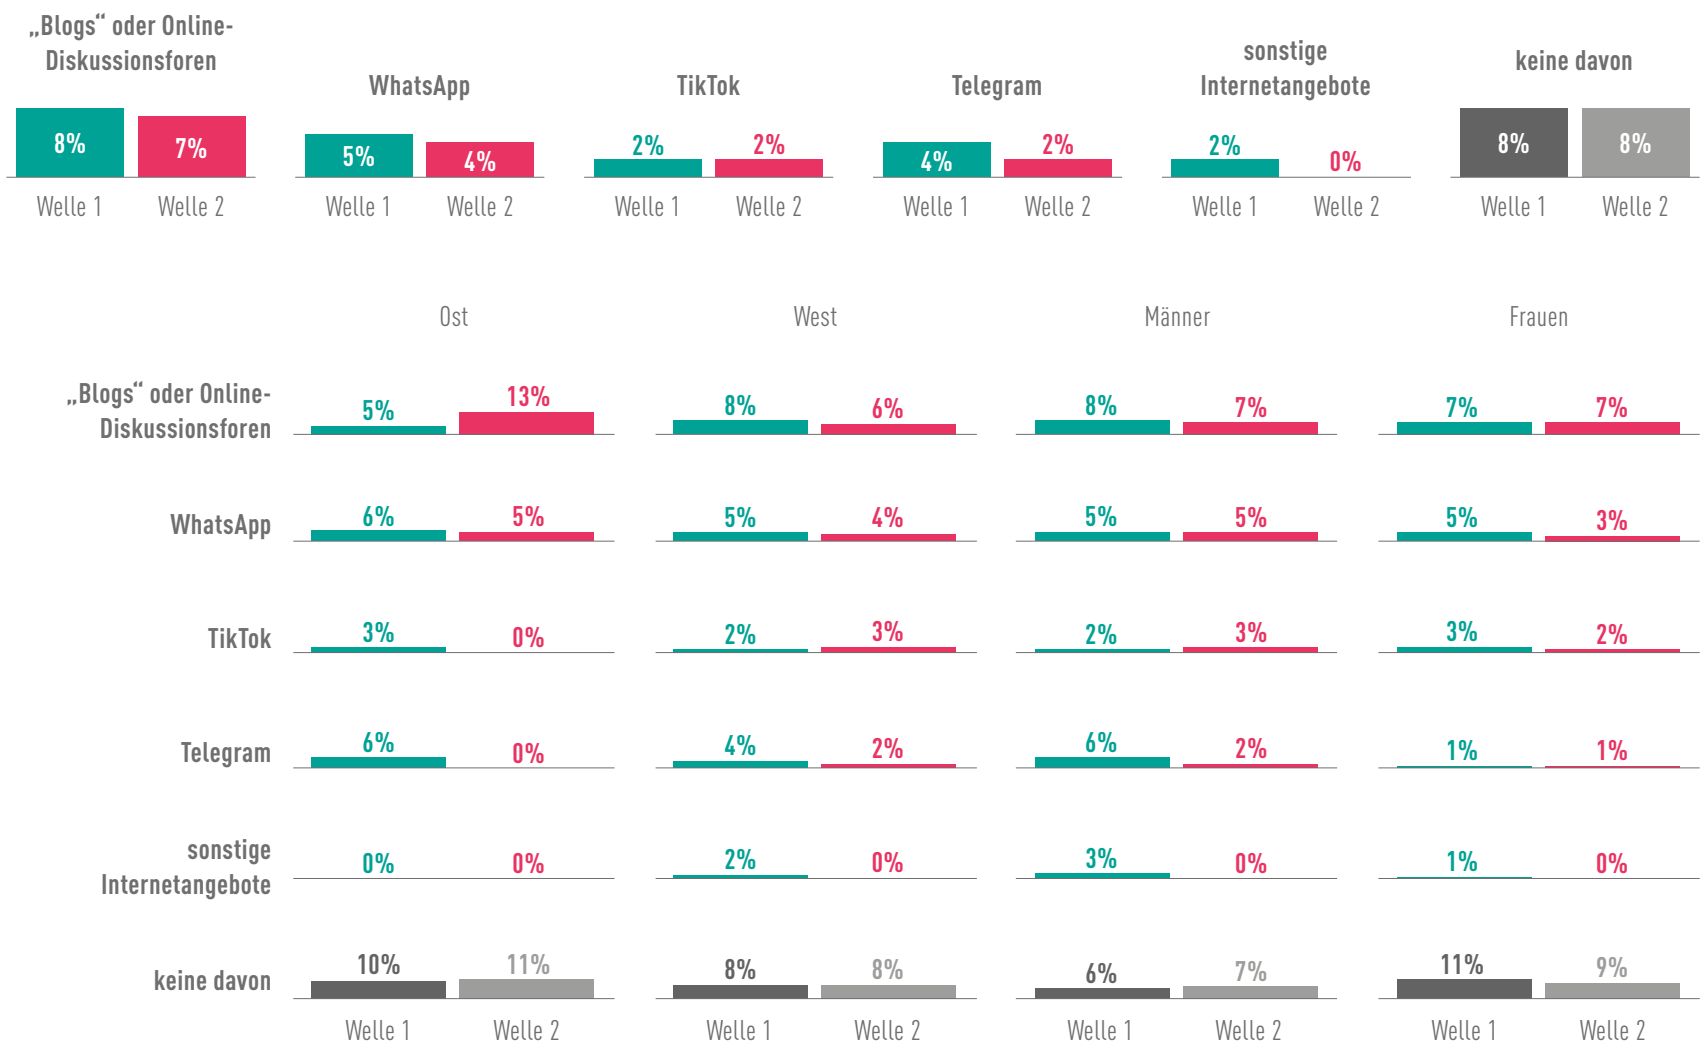 „Blogs“ oder Online-
Diskussionsforen
WhatsApp
TikTok
Telegram
sonstige
Internetangebote
keine davon
8% 7% 5% 4% 2% 2% 4% 2% 2% 0% 8% 8%
Welle 1 Welle 2 Welle 1 Welle 2 Welle 1 Welle 2 Welle 1 Welle 2 Welle 1 Welle 2 Welle 1 Welle 2
Ost West Männer Frauen
„Blogs“ oder Online-
Diskussionsforen
5% 13% 8% 6% 8% 7% 7% 7%
WhatsApp
6% 5% 5% 4% 5% 5% 5% 3%
TikTok
3% 0% 2% 3% 2% 3% 3% 2%
Telegram
6% 0% 4% 2% 6% 2% 1% 1%
sonstige
Internetangebote
0% 0% 2% 0% 3% 0% 1% 0%
keine davon
10% 11% 8% 8% 6% 7% 11% 9%
Welle 1 Welle 2 Welle 1 Welle 2 Welle 1 Welle 2 Welle 1 Welle 2